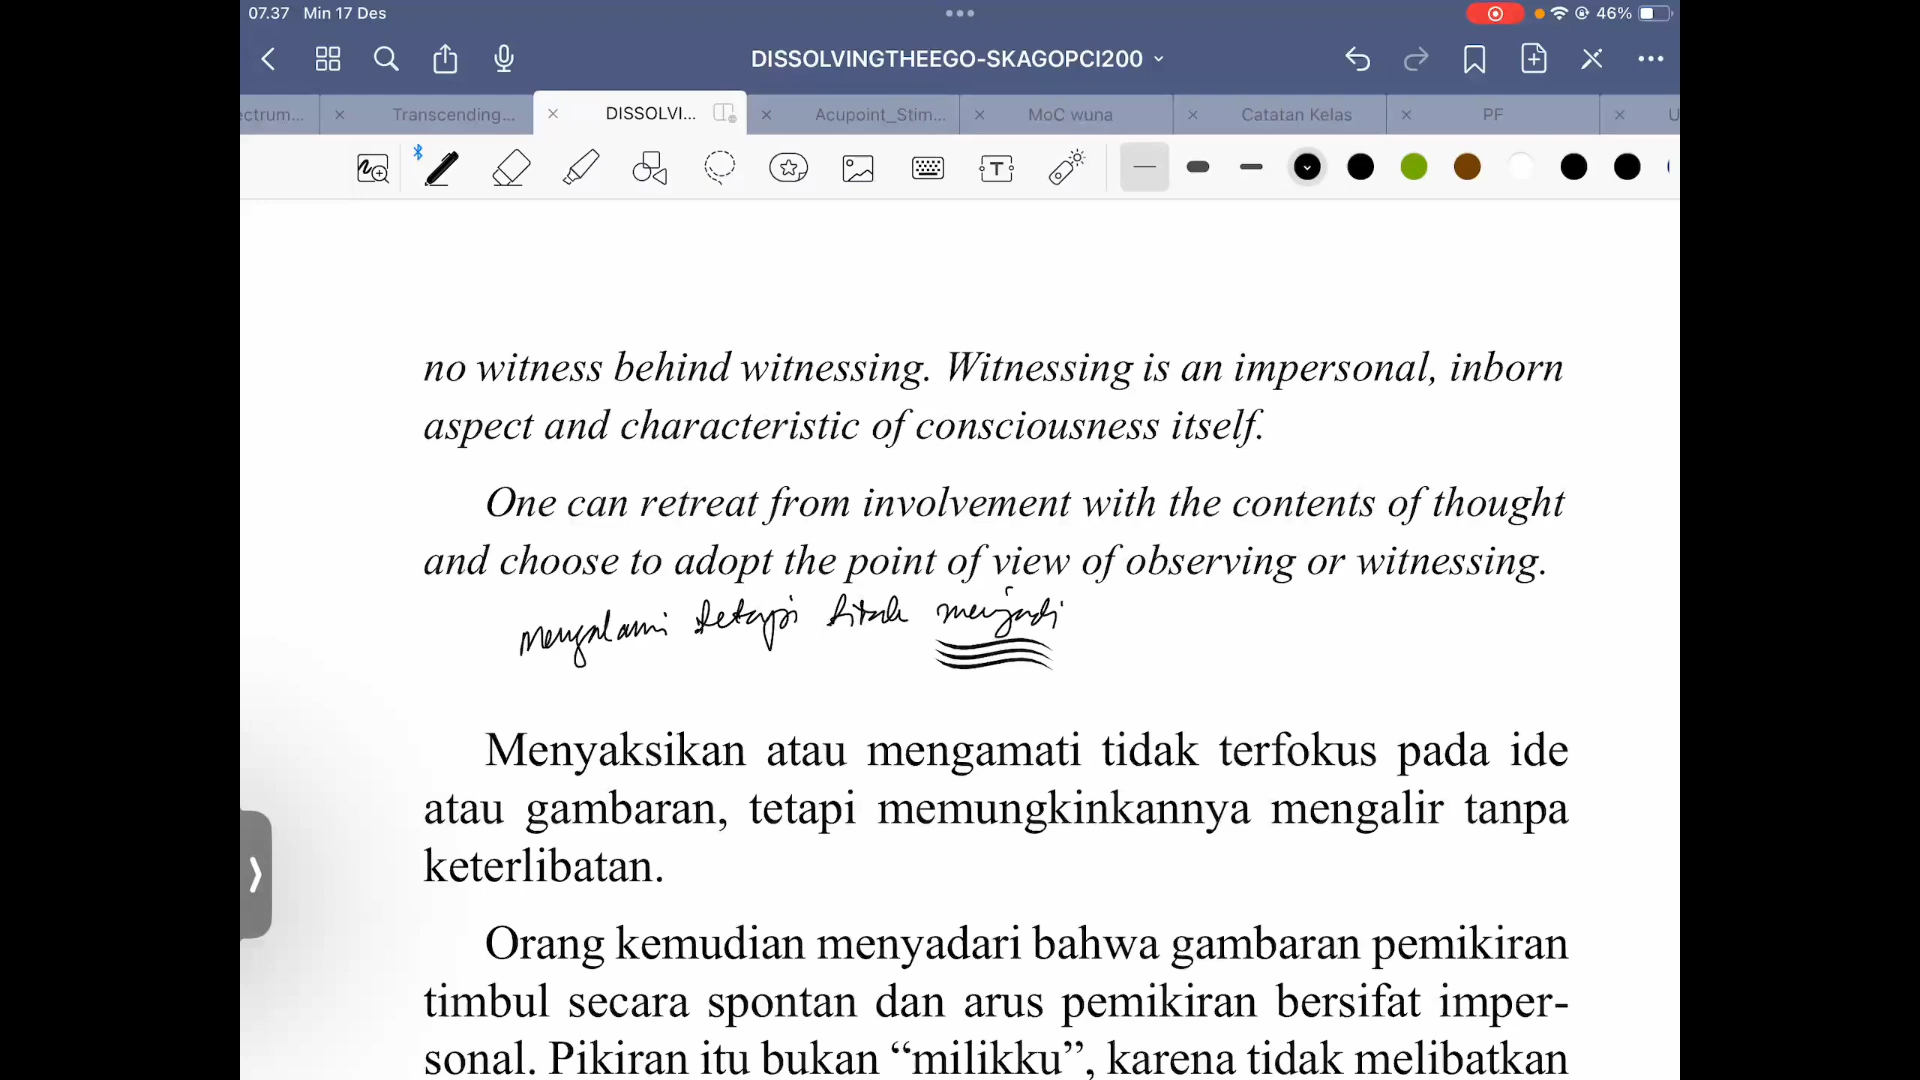 07.37 Min 17 Des
46%
DISSOLVINGTHEEGO-SKAGOPCI200
ectrum...
Transcending...
DISSOLVI...
Acupoint_Stim...
MoC wuna
Catatan Kelas
PF
U
no witness behind witnessing. Witnessing is an impersonal, inborn
aspect and characteristic of consciousness itself.
One can retreat from involvement with the contents of thought
and choose to adopt the point of view of observing or witnessing.
mengalami tetapi tidak menjadi
Menyaksikan atau mengamati tidak terfokus pada ide
atau gambaran, tetapi memungkinkannya mengalir tanpa
keterlibatan.
Orang kemudian menyadari bahwa gambaran pemikiran
timbul secara spontan dan arus pemikiran bersifat imper-
sonal. Pikiran itu bukan “milikku”, karena tidak melibatkan